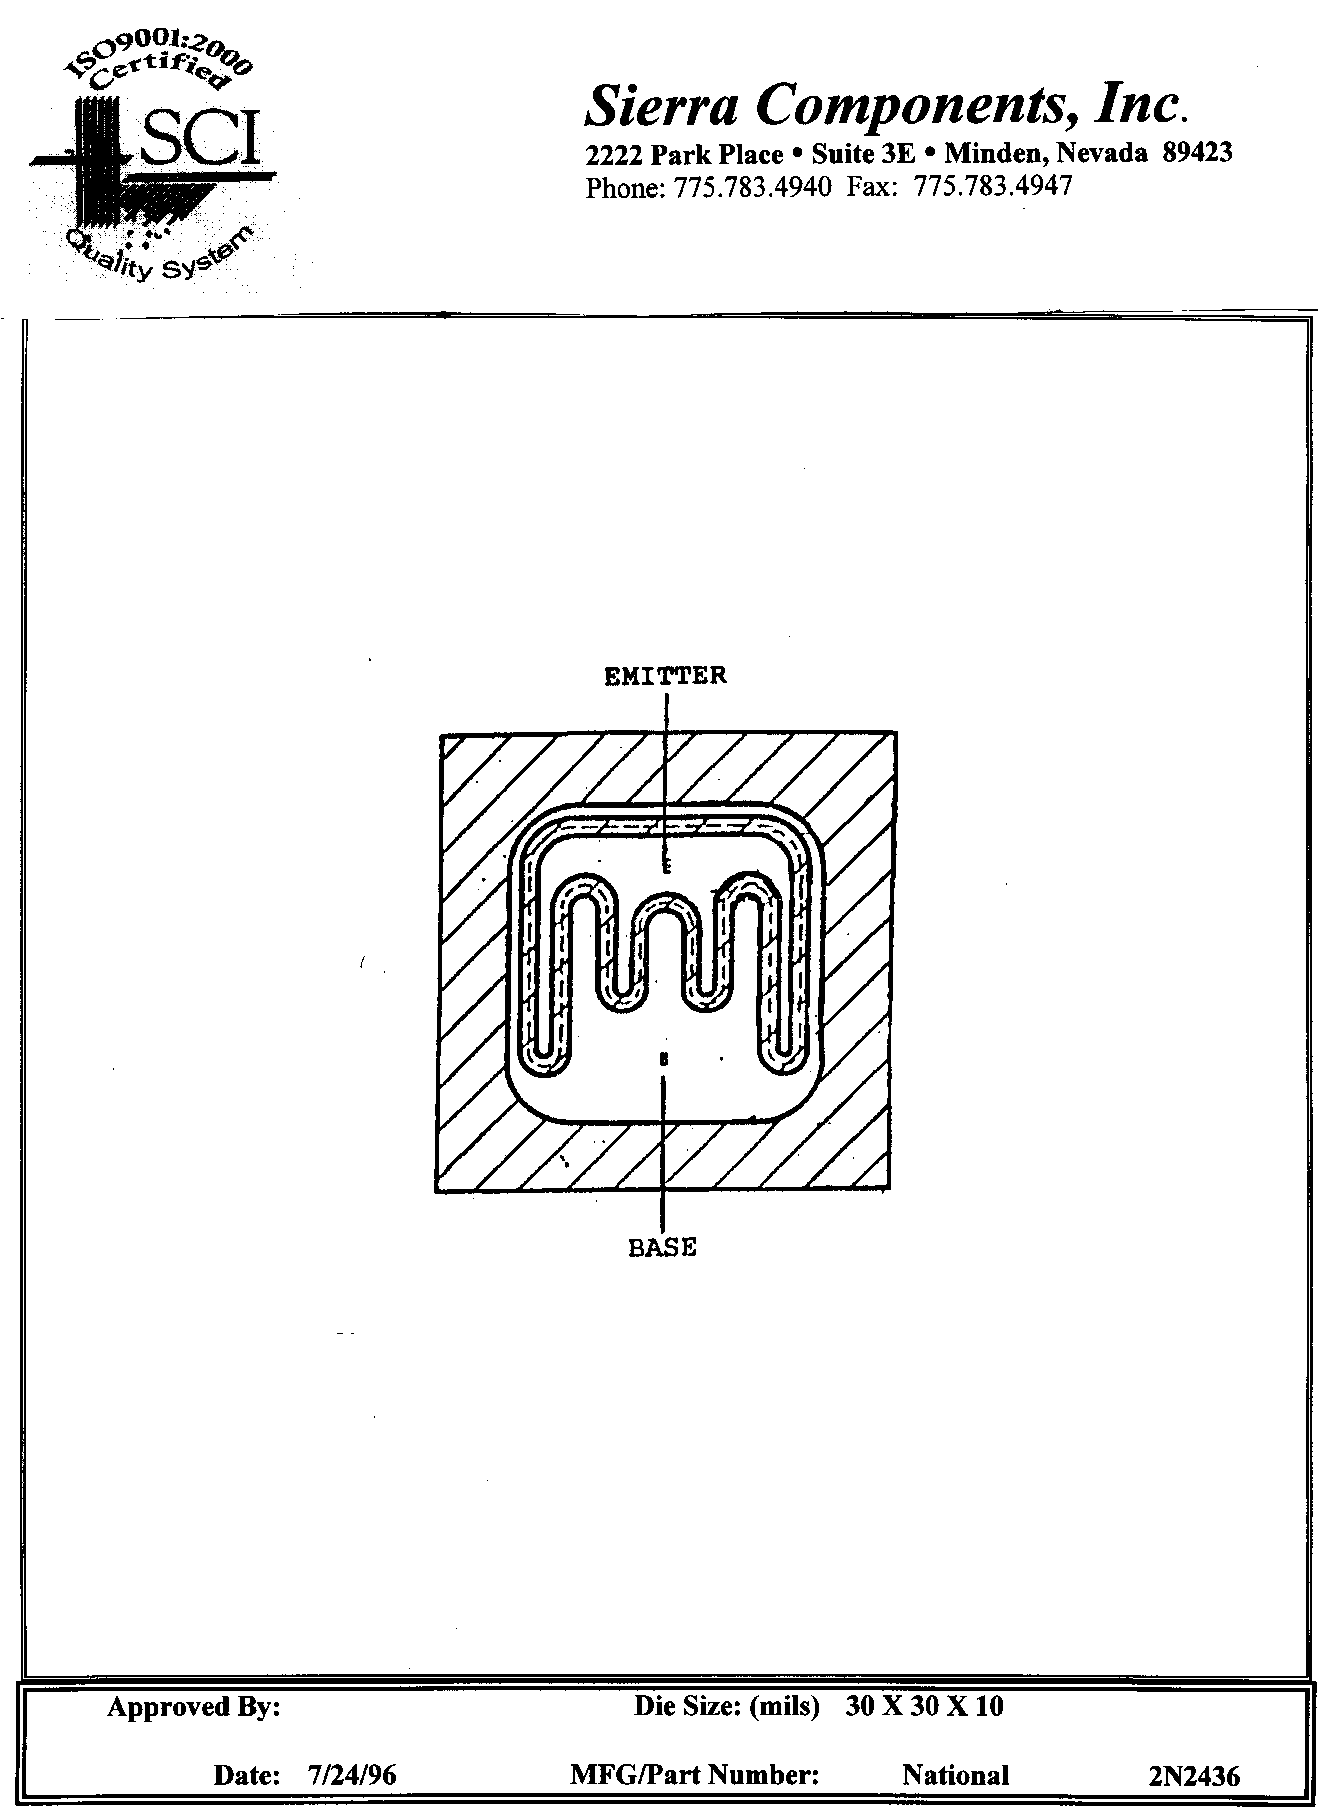 ISO9001:2000
Certified
SCI
Quality System
Sierra Components, Inc.
2222 Park Place • Suite 3E • Minden, Nevada 89423
Phone: 775.783.4940 Fax: 775.783.4947
EMITTER
E
B
BASE
Approved By:
Die Size: (mils) 30 X 30 X 10
Date: 7/24/96
MFG/Part Number: National 2N2436